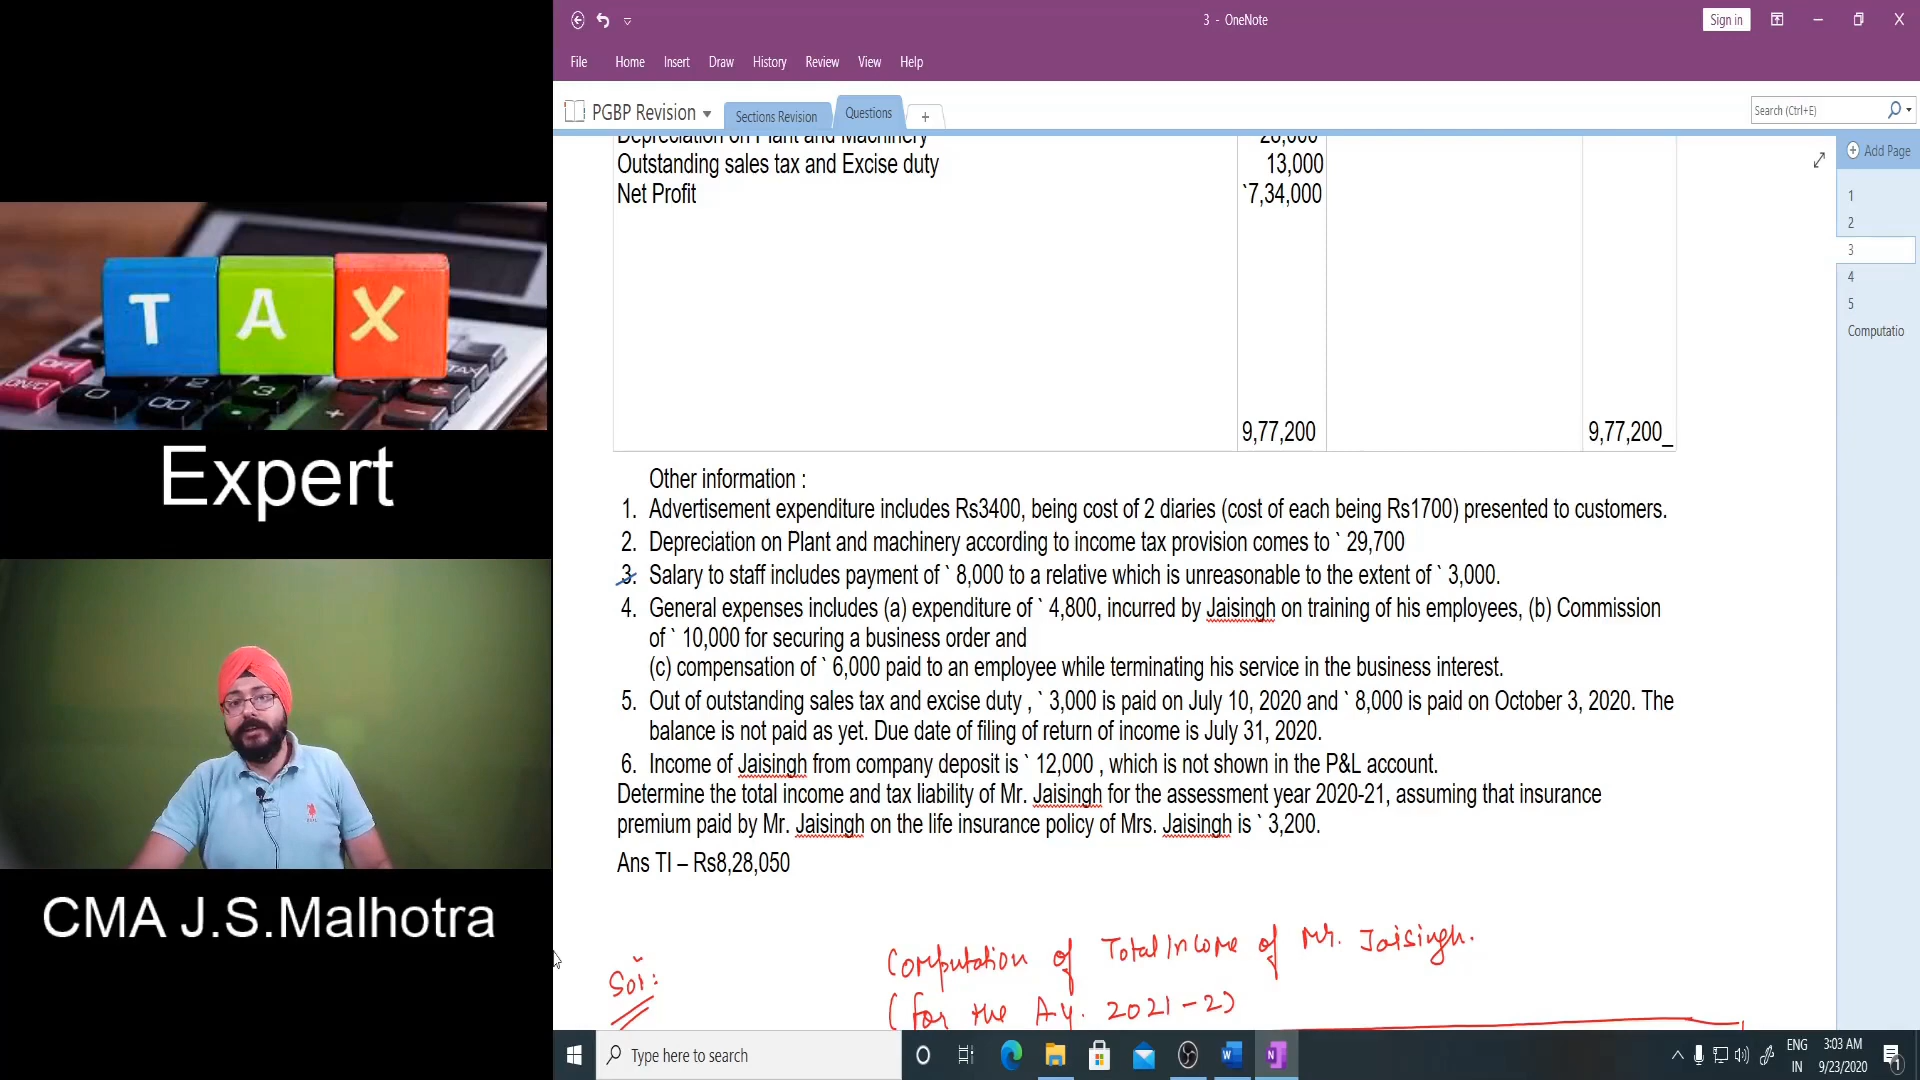 3 - OneNote
Sign in
File Home Insert Draw History Review View Help
PGBP Revision Sections Revision Questions +
Search (Ctrl+E)
Add Page
1
2
3
4
5
Computatio
Depreciation on Plant and Machinery
Outstanding sales tax and Excise duty 13,000
Net Profit `7,34,000
9,77,200 9,77,200_
Other information :
1. Advertisement expenditure includes Rs3400, being cost of 2 diaries (cost of each being Rs1700) presented to customers.
2. Depreciation on Plant and machinery according to income tax provision comes to ` 29,700
3. Salary to staff includes payment of ` 8,000 to a relative which is unreasonable to the extent of ` 3,000.
4. General expenses includes (a) expenditure of ` 4,800, incurred by Jaisingh on training of his employees, (b) Commission
of ` 10,000 for securing a business order and
(c) compensation of ` 6,000 paid to an employee while terminating his service in the business interest.
5. Out of outstanding sales tax and excise duty , ` 3,000 is paid on July 10, 2020 and ` 8,000 is paid on October 3, 2020. The
balance is not paid as yet. Due date of filing of return of income is July 31, 2020.
6. Income of Jaisingh from company deposit is ` 12,000 , which is not shown in the P&L account.
Determine the total income and tax liability of Mr. Jaisingh for the assessment year 2020-21, assuming that insurance
premium paid by Mr. Jaisingh on the life insurance policy of Mrs. Jaisingh is ` 3,200.
Ans TI – Rs8,28,050
Computation of Total Income of Mr. Jaisingh.
Sol:
(for the A.y. 2021-22)
TAX
Expert
CMA J.S.Malhotra
Type here to search
ENG
IN
3:03 AM
9/23/2020
1